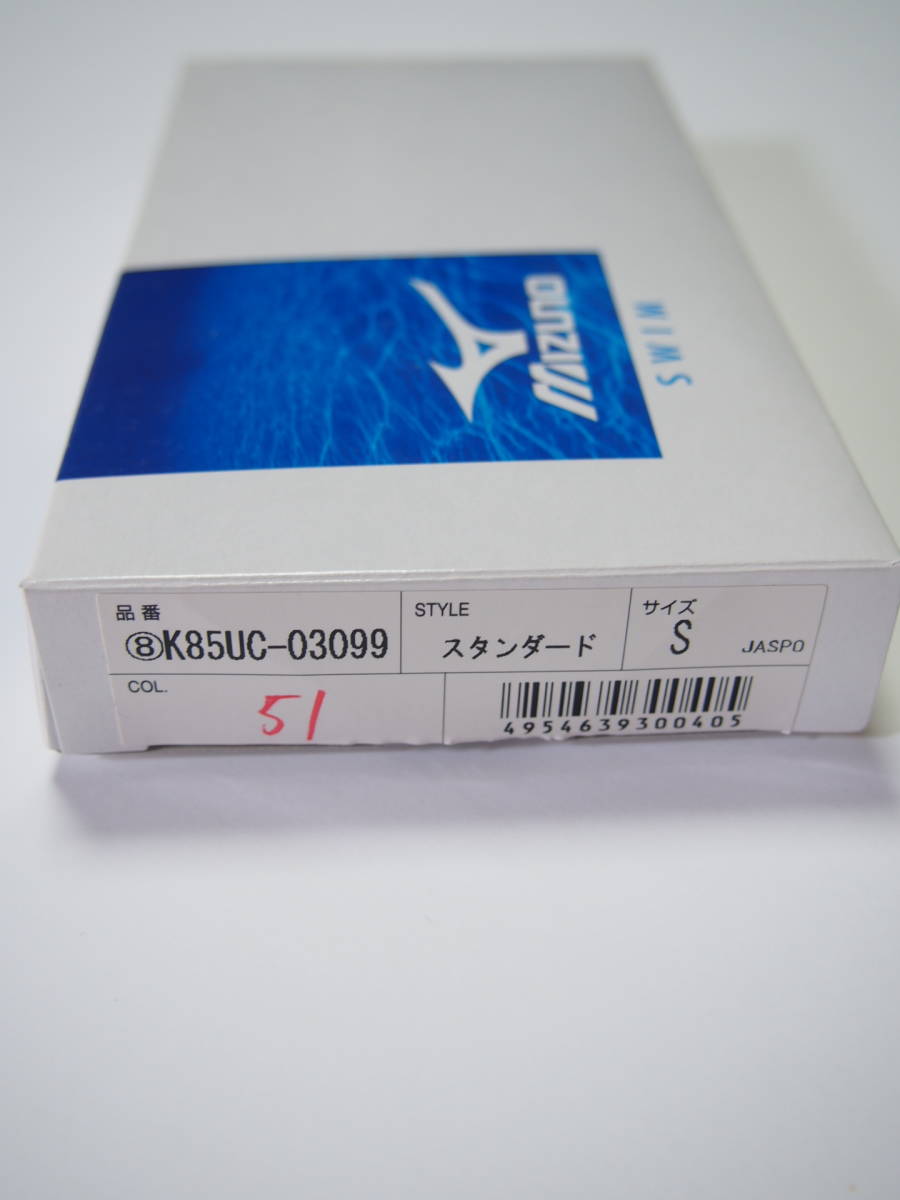 MIZUNO
SWIM
品番
⑧K85UC-03099
STYLE
スタンダード
サイズ
S
JASPO
COL.
51
4954639300405